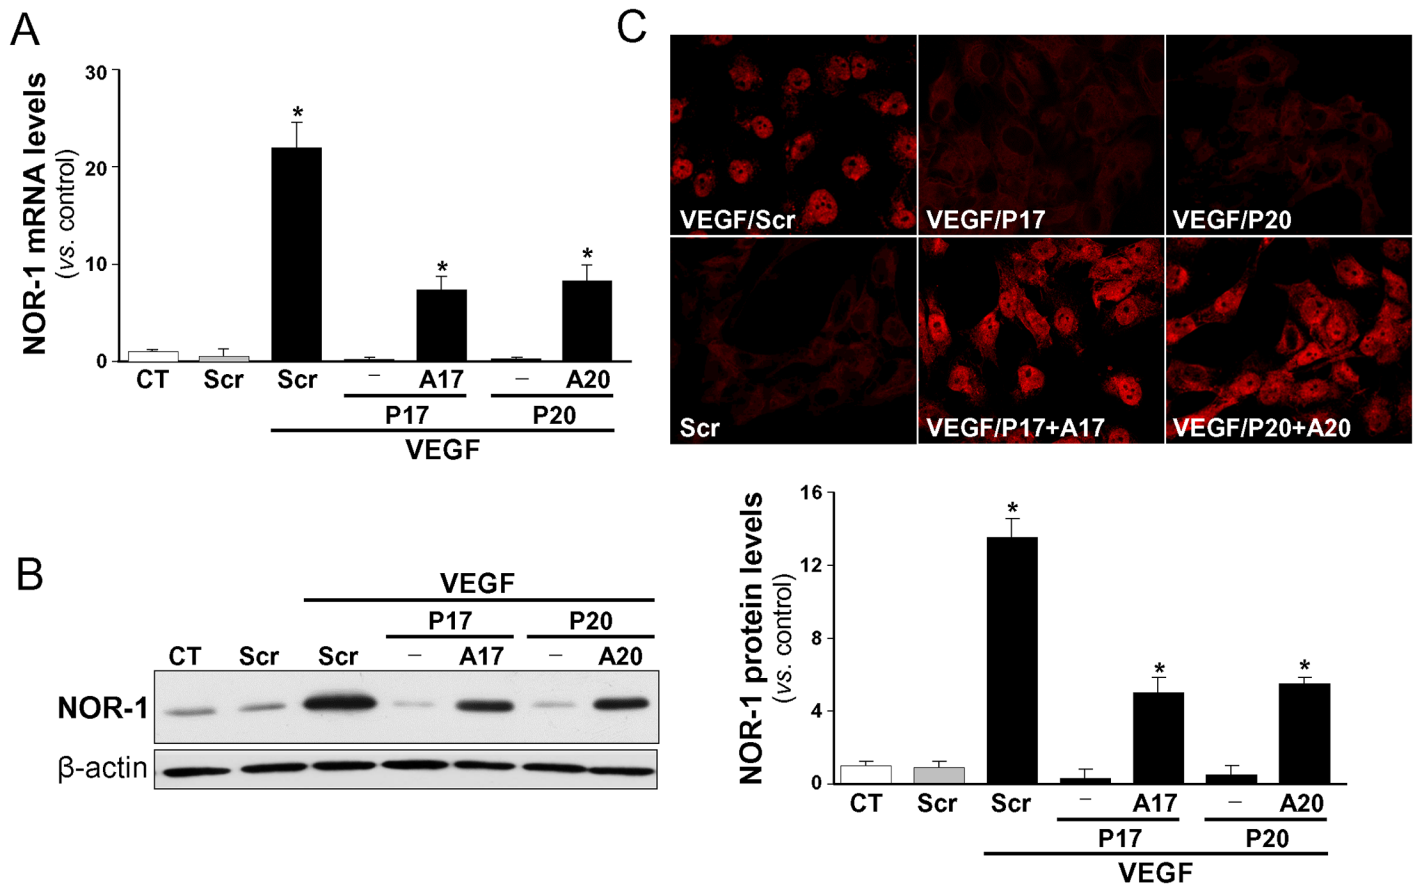 A
NOR-1 mRNA levels
(vs. control)
30
20
10
0
*
*
*
CT Scr Scr – A17 – A20
P17 P20
VEGF
C
VEGF/Scr VEGF/P17 VEGF/P20
Scr VEGF/P17+A17 VEGF/P20+A20
B
VEGF
P17 P20
CT Scr Scr – A17 – A20
NOR-1
β-actin
NOR-1 protein levels
(vs. control)
16
12
8
4
0
*
*
*
CT Scr Scr – A17 – A20
P17 P20
VEGF